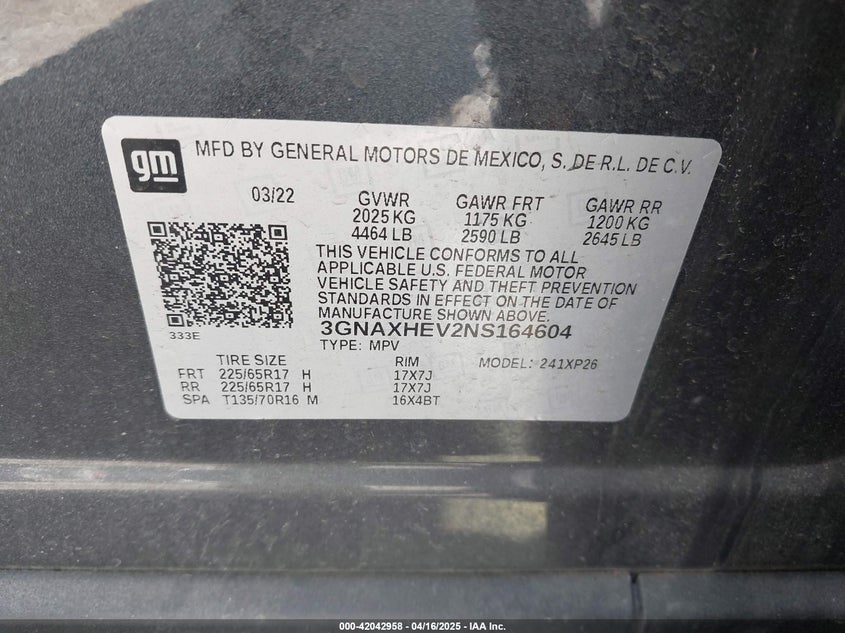 gm MFD BY GENERAL MOTORS DE MEXICO, S. DE R.L. DE C.V.
03/22 GVWR GAWR FRT GAWR RR
2025 KG 1175 KG 1200 KG
4464 LB 2590 LB 2645 LB
THIS VEHICLE CONFORMS TO ALL
APPLICABLE U.S. FEDERAL MOTOR
VEHICLE SAFETY AND THEFT PREVENTION
STANDARDS IN EFFECT ON THE DATE OF
MANUFACTURE SHOWN ABOVE.
333E 3GNAXHEV2NS164604
TYPE: MPV
TIRE SIZE RIM MODEL: 241XP26
FRT 225/65R17 H 17X7J
RR 225/65R17 H 17X7J
SPA T135/70R16 M 16X4BT
000-42042958 - 04/16/2025 - IAA Inc.